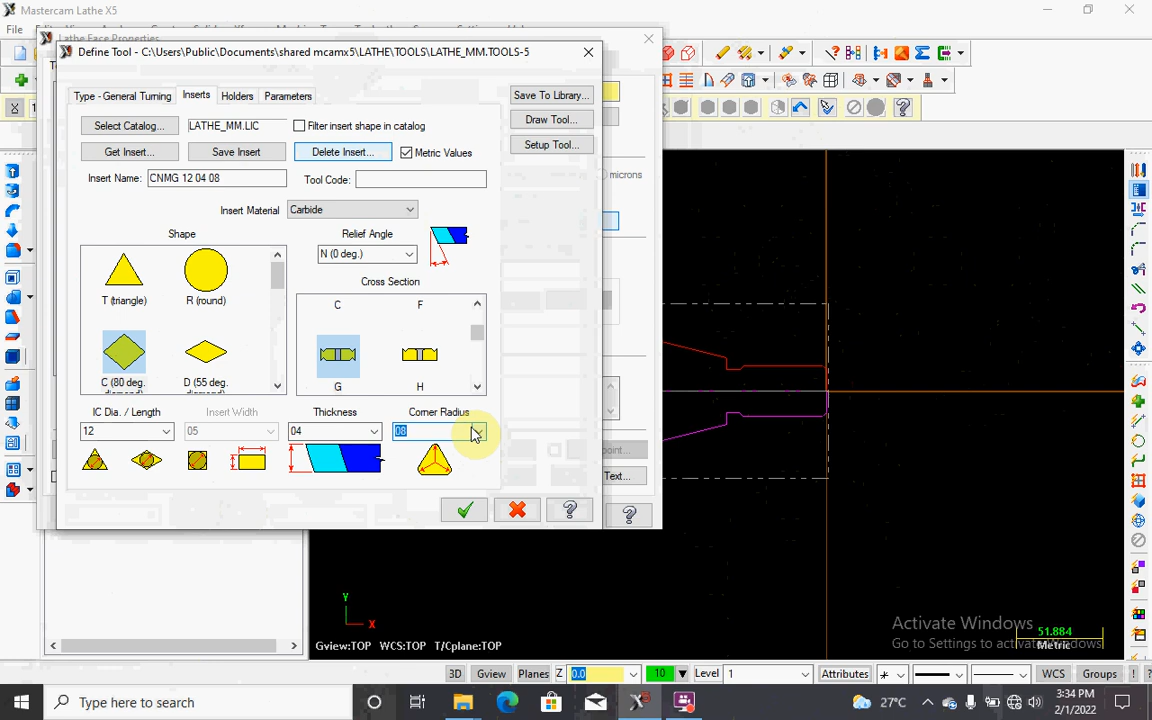 Mastercam Lathe X5
File
Lathe Face Properties
Define Tool - C:\Users\Public\Documents\shared mcamx5\LATHE\TOOLS\LATHE_MM.TOOLS-5
Type - General Turning
Inserts
Holders
Parameters
Save To Library...
Draw Tool...
Setup Tool...
Select Catalog...
LATHE_MM.LIC
Filter insert shape in catalog
Get Insert...
Save Insert
Delete Insert...
Metric Values
Insert Name:
CNMG 12 04 08
Tool Code:
Insert Material
Carbide
microns
Shape
Relief Angle
N (0 deg.)
Cross Section
T (triangle)
R (round)
C
F
C (80 deg.
diamond)
D (55 deg.
diamond)
G
H
IC Dia. / Length
Insert Width
Thickness
Corner Radius
12
05
04
08
Text...
Y
X
Gview:TOP WCS:TOP T/Cplane:TOP
Activate Windows
Go to Settings to activate Windows.
51.884
Metric
3D
Gview
Planes
Z
0.0
10
Level
1
Attributes
WCS
Groups
!
?
Type here to search
27°C
3:34 PM
2/1/2022